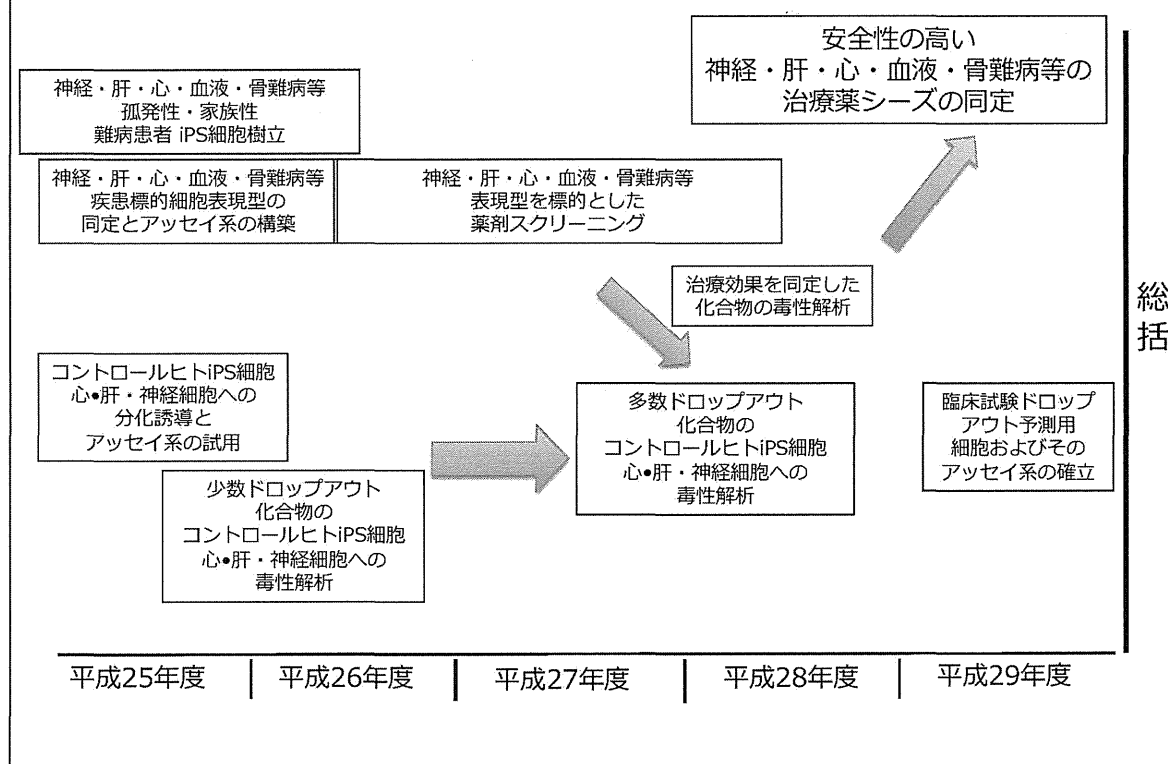 安全性の高い
神経・肝・心・血液・骨難病等の
治療薬シーズの同定
神経・肝・心・血液・骨難病等
孤発性・家族性
難病患者 iPS細胞樹立
神経・肝・心・血液・骨難病等
疾患標的細胞表現型の
同定とアッセイ系の構築
神経・肝・心・血液・骨難病等
表現型を標的とした
薬剤スクリーニング
治療効果を同定した
化合物の毒性解析
総括
コントロールヒトiPS細胞
心•肝・神経細胞への
分化誘導と
アッセイ系の試用
少数ドロップアウト
化合物の
コントロールヒトiPS細胞
心•肝・神経細胞への
毒性解析
多数ドロップアウト
化合物の
コントロールヒトiPS細胞
心•肝・神経細胞への
毒性解析
臨床試験ドロップ
アウト予測用
細胞およびその
アッセイ系の確立
平成25年度
平成26年度
平成27年度
平成28年度
平成29年度